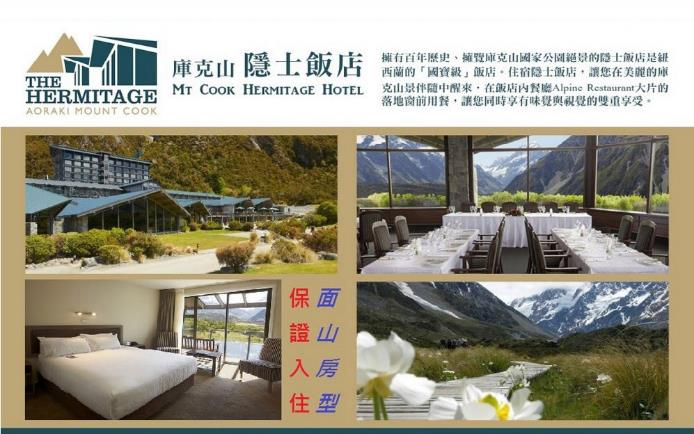 THE
HERMITAGE
AORAKI MOUNT COOK
庫克山 隱士飯店
MT COOK HERMITAGE HOTEL
擁有百年歷史、擁覽庫克山國家公園絕景的隱士飯店是紐
西蘭的「國寶級」飯店。住宿隱士飯店，讓您在美麗的庫
克山景伴隨中醒來，在飯店內餐廳Alpine Restaurant大片的
落地窗前用餐，讓您同時享有味覺與視覺的雙重享受。
保證入住
面山房型